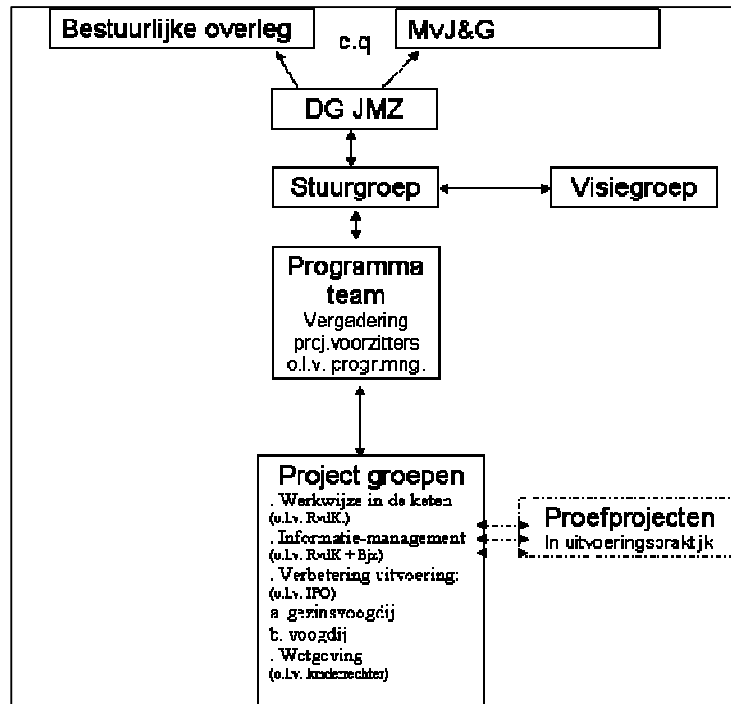 Bestuurlijke overleg
c.q
MvJ&G
DG JMZ
Stuurgroep
Visiegroep
Programma
team
Vergadering
proj.voorzitters
o.l.v. progr.mng.
Project groepen
. Werkwijze in de keten
(o.l.v. RvdK.)
. Informatie-management
(o.l.v. RvdK + Bjz)
. Verbetering uitvoering:
(o.l.v. IPO)
a. gezinsvoogdij
b. voogdij
. Wetgeving
(o.l.v. kinderrechter)
Proefprojecten
In uitvoeringspraktijk